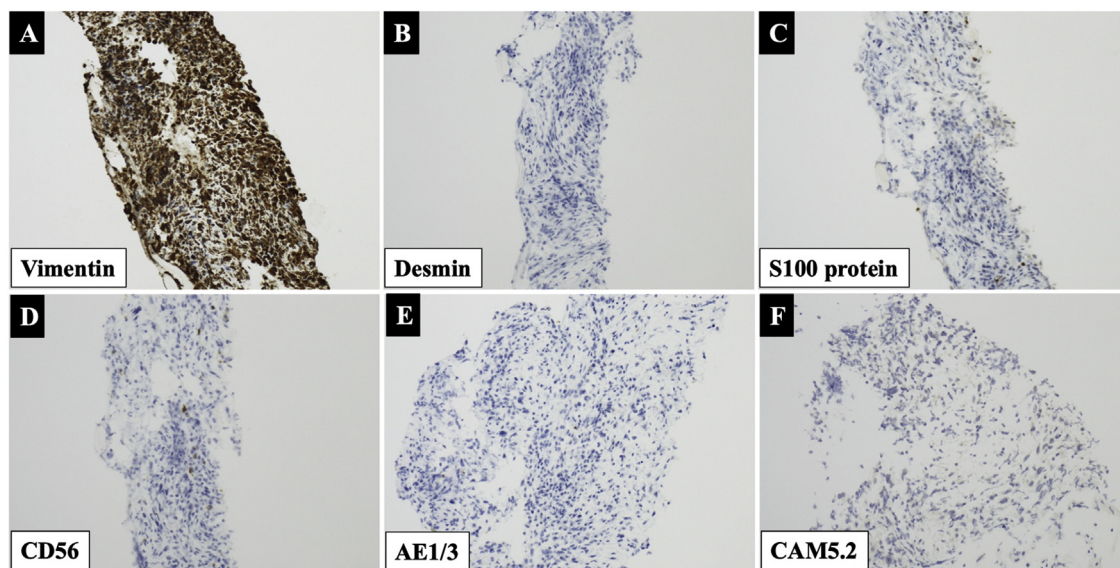 A
Vimentin
B
Desmin
C
S100 protein
D
CD56
E
AE1/3
F
CAM5.2